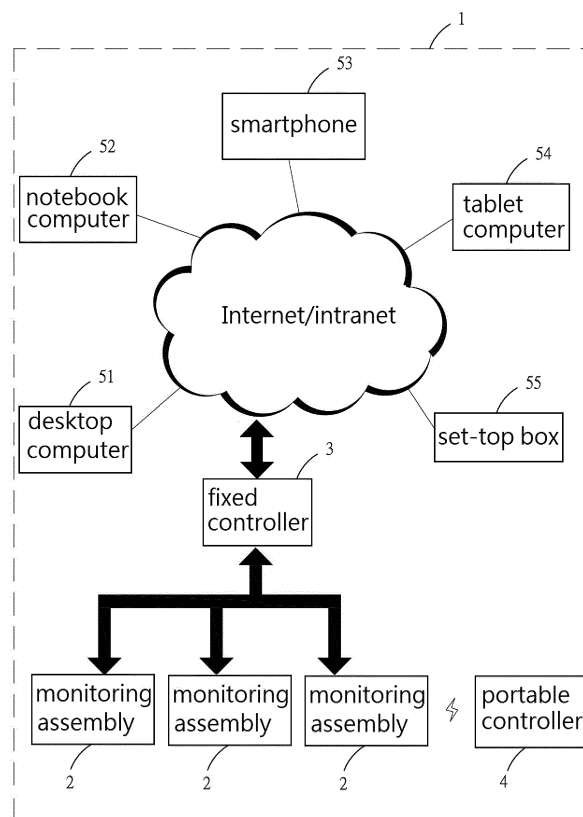 1
53
smartphone
52
notebook
computer
54
tablet
computer
Internet/intranet
51
desktop
computer
55
set-top box
3
fixed
controller
monitoring
assembly
2
monitoring
assembly
2
monitoring
assembly
2
portable
controller
4